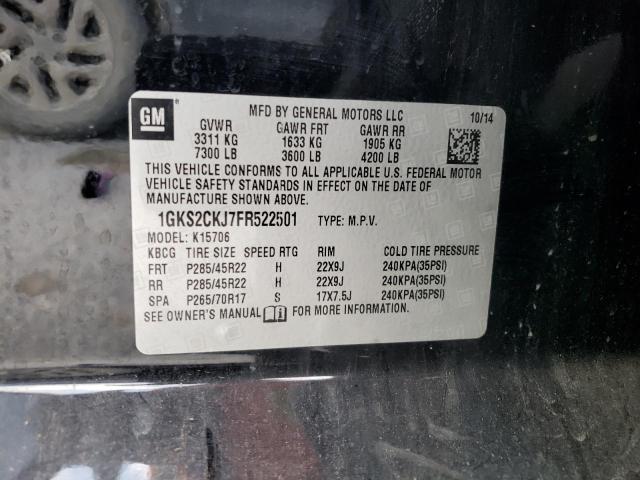 GM
MFD BY GENERAL MOTORS LLC 10/14
GVWR GAWR FRT GAWR RR
3311 KG 1633 KG 1905 KG
7300 LB 3600 LB 4200 LB
THIS VEHICLE CONFORMS TO ALL APPLICABLE U.S. FEDERAL MOTOR
VEHICLE SAFETY STANDARDS IN EFFECT ON THE DATE OF
MANUFACTURE SHOWN ABOVE.
1GKS2CKJ7FR522501 TYPE: M.P.V.
MODEL: K15706
KBCG TIRE SIZE SPEED RTG RIM COLD TIRE PRESSURE
FRT P285/45R22 H 22X9J 240KPA(35PSI)
RR P285/45R22 H 22X9J 240KPA(35PSI)
SPA P265/70R17 S 17X7.5J 240KPA(35PSI)
SEE OWNER'S MANUAL FOR MORE INFORMATION.